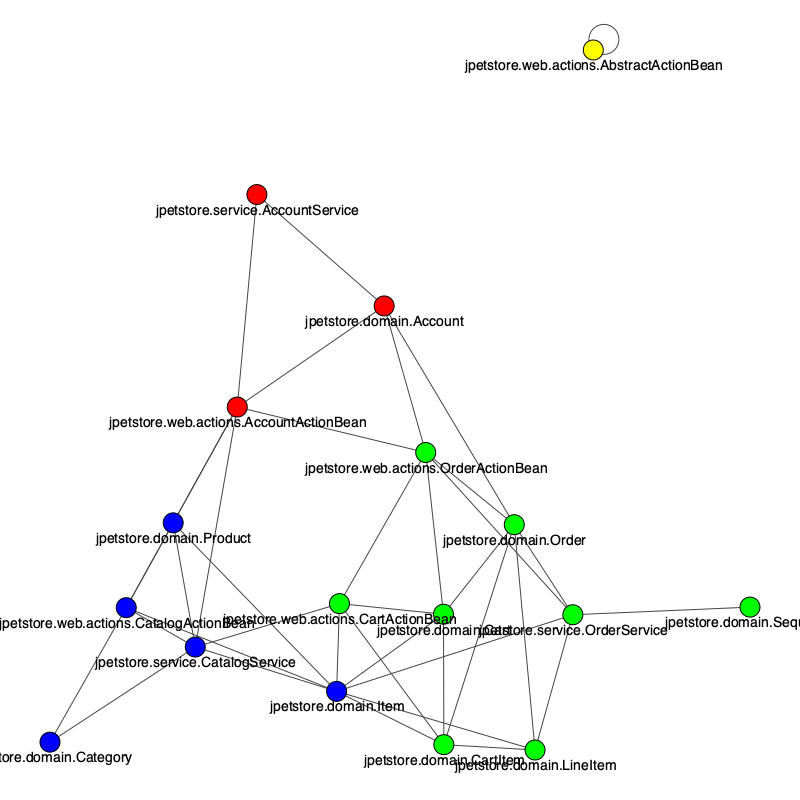 jpetstore.web.actions.AbstractActionBean
jpetstore.service.AccountService
jpetstore.domain.Account
jpetstore.web.actions.AccountActionBean
jpetstore.web.actions.OrderActionBean
jpetstore.domain.Product
jpetstore.domain.Order
jpetstore.web.actions.CatalogActionBean
jpetstore.web.actions.CartActionBean
jpetstore.domain.Cart
jpetstore.service.OrderService
jpetstore.domain.Sequ
jpetstore.service.CatalogService
jpetstore.domain.Item
tore.domain.Category
jpetstore.domain.CartItem
jpetstore.domain.LineItem